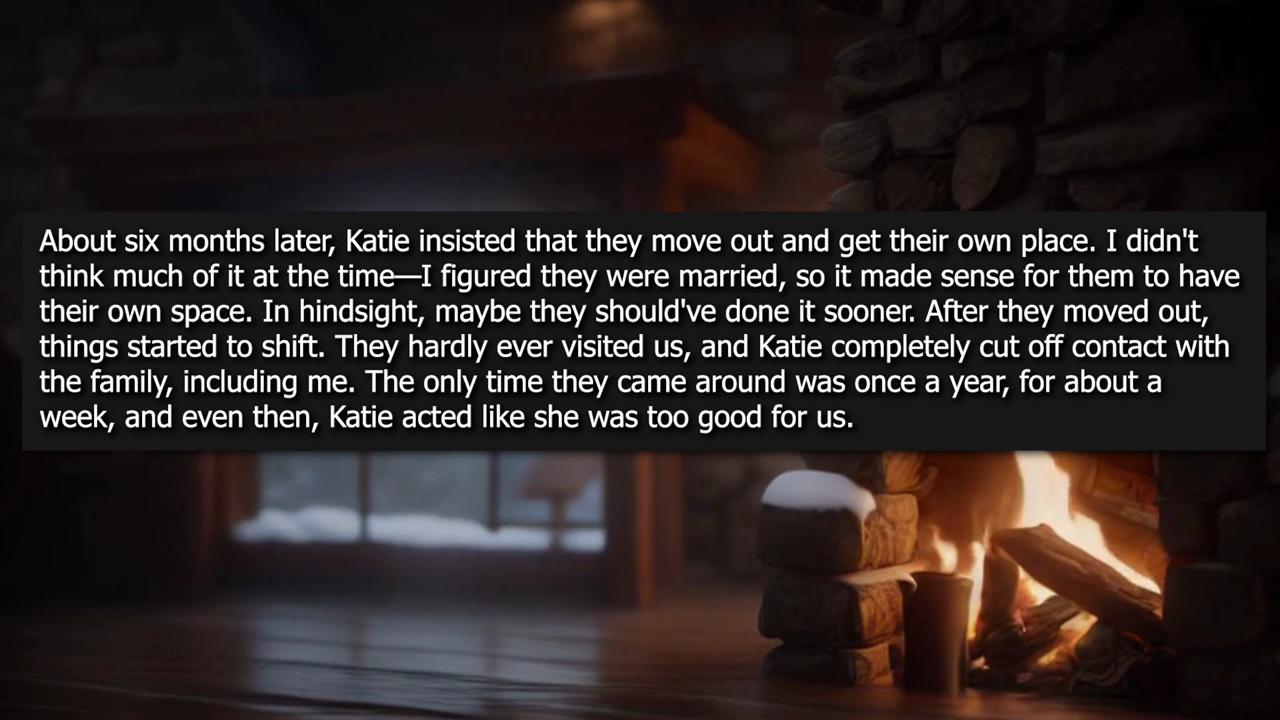 About six months later, Katie insisted that they move out and get their own place. I didn't
think much of it at the time—I figured they were married, so it made sense for them to have
their own space. In hindsight, maybe they should've done it sooner. After they moved out,
things started to shift. They hardly ever visited us, and Katie completely cut off contact with
the family, including me. The only time they came around was once a year, for about a
week, and even then, Katie acted like she was too good for us.